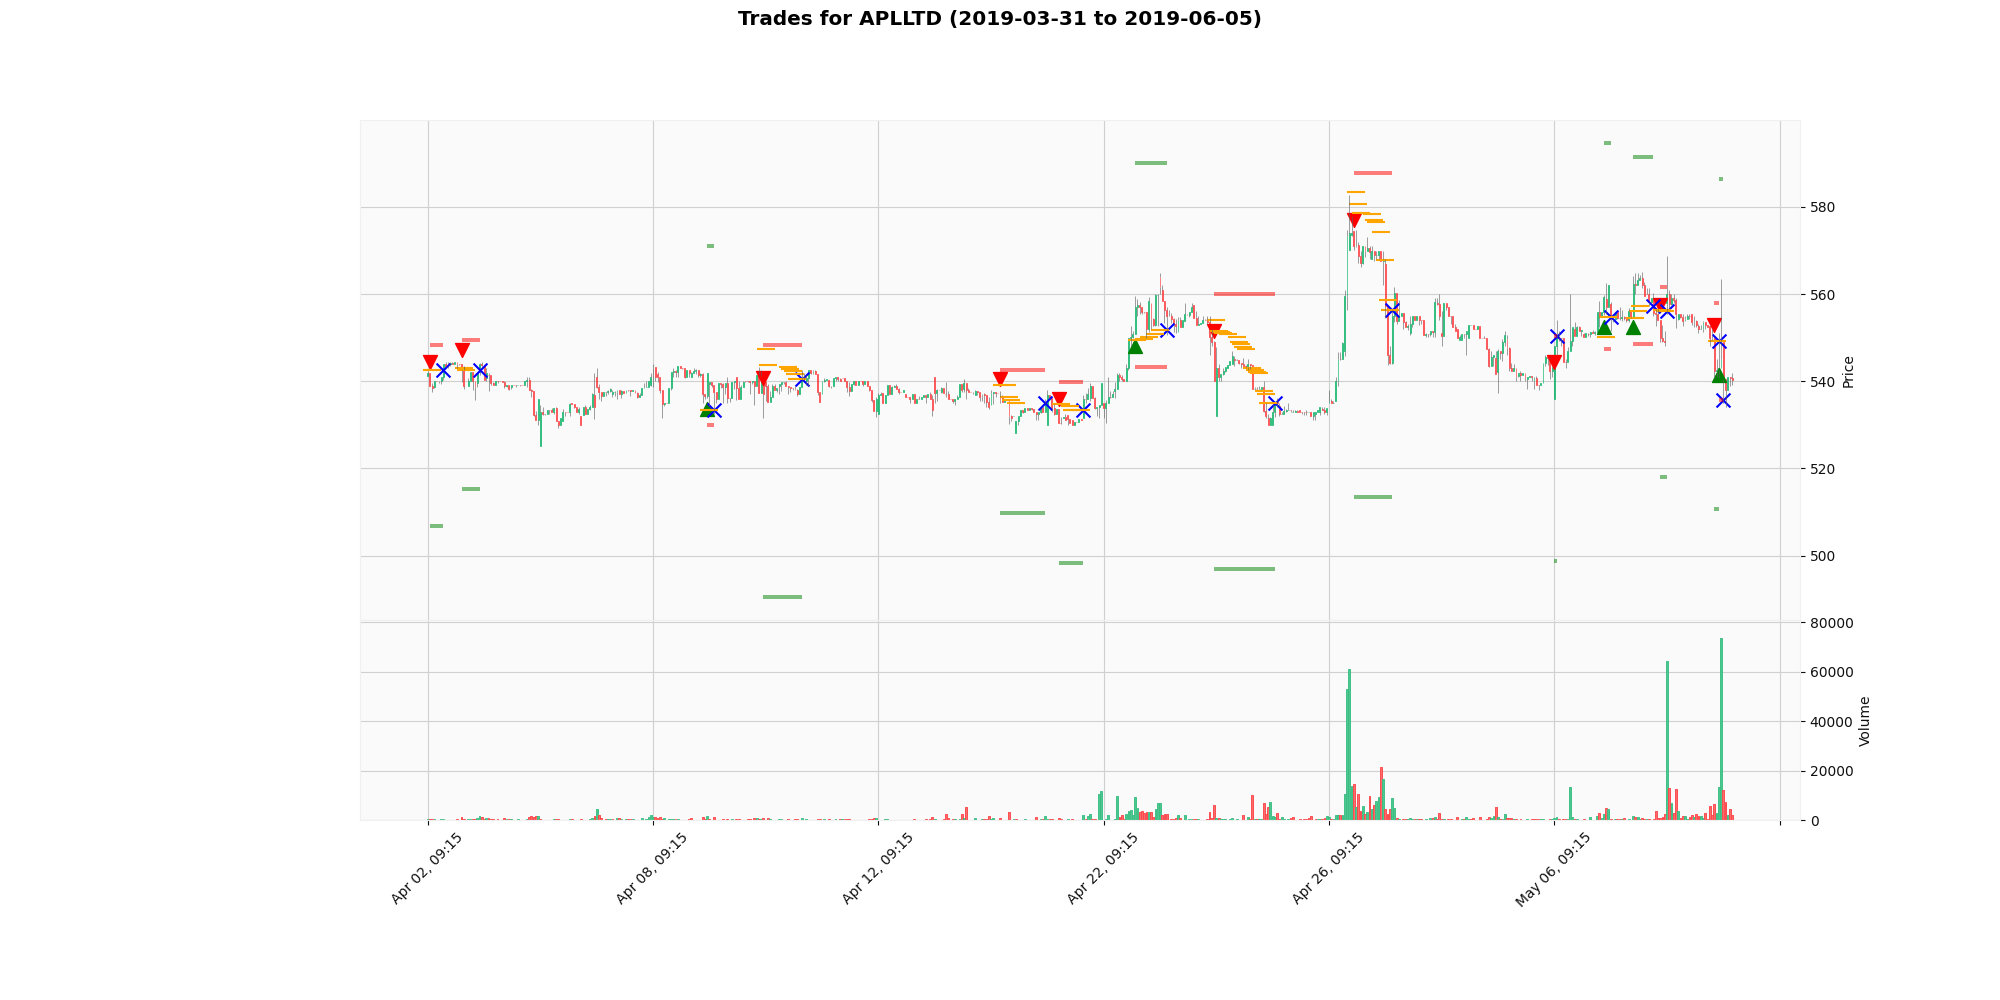 Trades for APLLTD (2019-03-31 to 2019-06-05)
580
560
540
520
500
Price
80000
60000
40000
20000
0
Volume
Apr 02, 09:15
Apr 08, 09:15
Apr 12, 09:15
Apr 22, 09:15
Apr 26, 09:15
May 06, 09:15